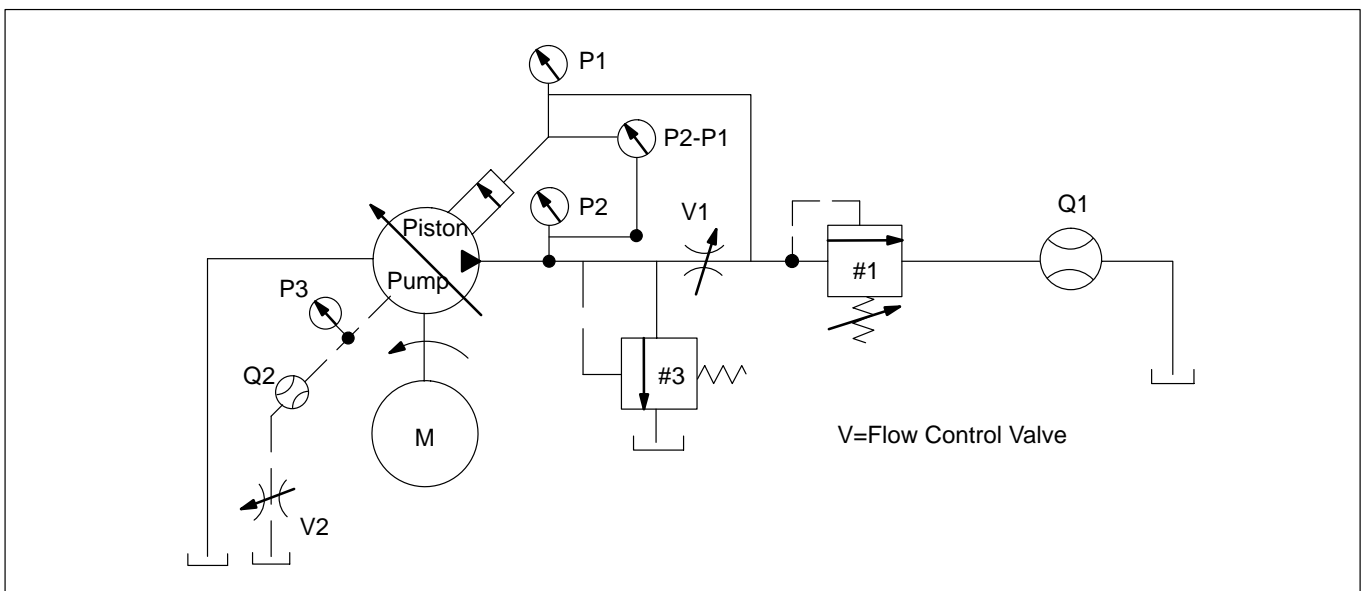 P1
P2-P1
P2
V1
Q1
Piston
Pump
#1
P3
Q2
#3
M
V=Flow Control Valve
V2